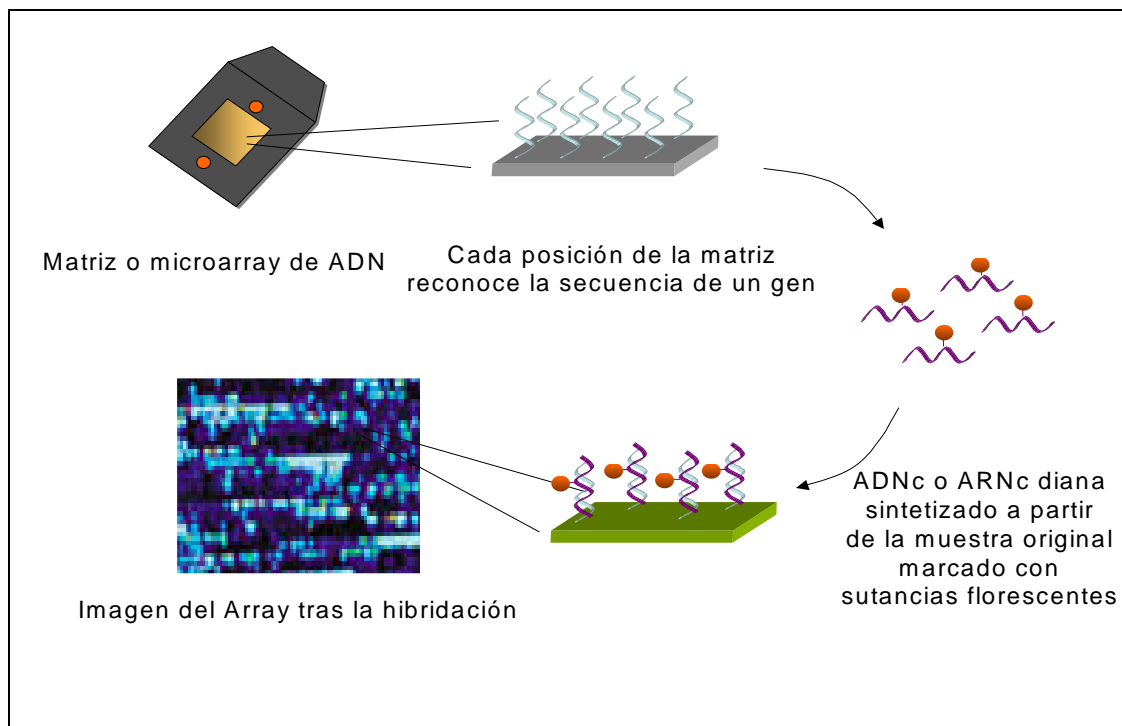 Matriz o microarray de ADN
Cada posición de la matriz
reconoce la secuencia de un gen
ADNc o ARNc diana
sintetizado a partir
de la muestra original
marcado con
sutancias florescentes
Imagen del Array tras la hibridación